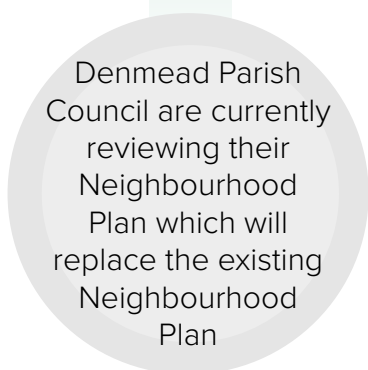 Denmead Parish
Council are currently
reviewing their
Neighbourhood
Plan which will
replace the existing
Neighbourhood
Plan